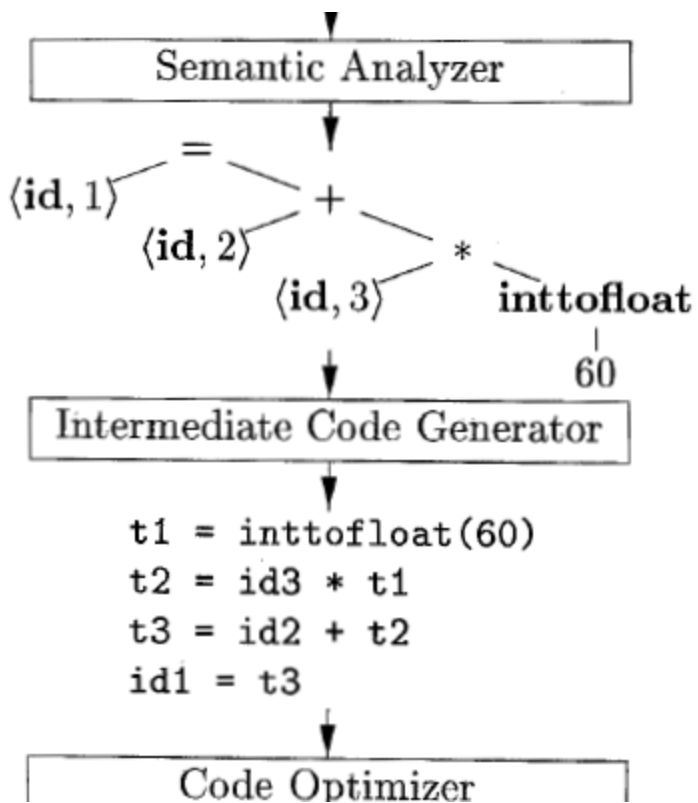 Semantic Analyzer
=
⟨id, 1⟩
+
⟨id, 2⟩
*
⟨id, 3⟩
inttofloat
60
Intermediate Code Generator
t1 = inttofloat(60)
t2 = id3 * t1
t3 = id2 + t2
id1 = t3
Code Optimizer